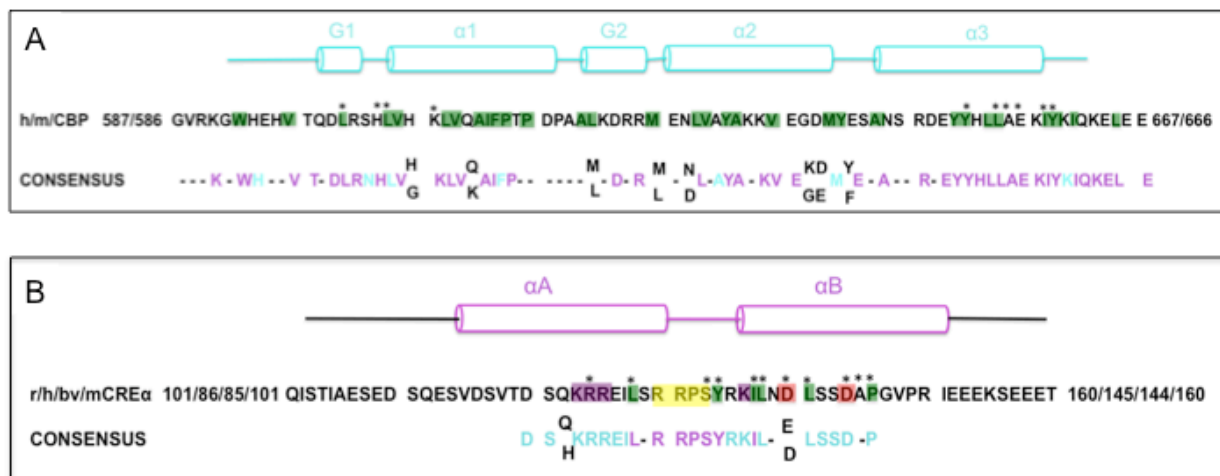 A
G1 α1 G2 α2 α3
* ** * * *** **
h/m/CBP 587/586 GVRKGWHEHV TQDLRSHLVH KLVQAIFPTP DPAALKDRRM ENLVAYAKKV EGDMYESANS RDEYYHLLAE KIYKIQKELE E 667/666
H Q M M N KD Y
CONSENSUS ---- K - WH - - V T- DLRNHLV KLV AIFP- - - - - ---- - D - R - L -AYA - KV E M E - A - - R-EYYHLLAE KIYKIQKEL E
G K L L D GE F
B
αA αB
* * ** ** * * ***
r/h/bv/mCREα 101/86/85/101 QISTIAESED SQESVDSVTD SQKRREILSR RPSYRKILND LSSDAPGVPR IEEEKSEEET 160/145/144/160
Q E
CONSENSUS D S KRREIL- R RPSYRKIL- LSSD -P
H D